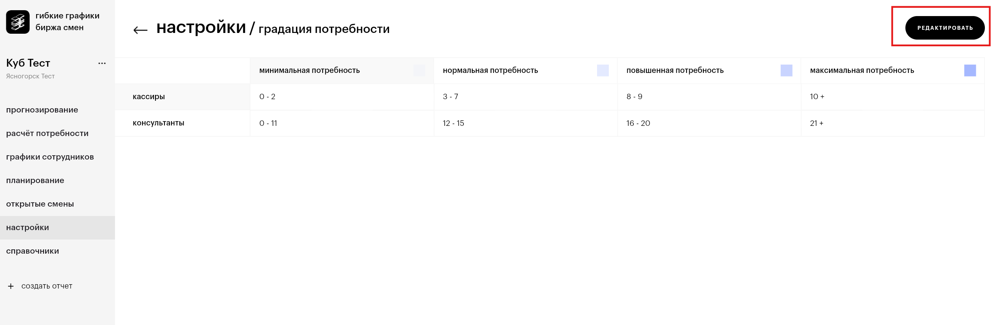 гибкие графики
биржа смен
Куб Тест
Ясногорск Тест
прогнозирование
расчёт потребности
графики сотрудников
планирование
открытые смены
настройки
справочники
+ создать отчет
← настройки / градация потребности
РЕДАКТИРОВАТЬ
минимальная потребность нормальная потребность повышенная потребность максимальная потребность
кассиры 0 - 2 3 - 7 8 - 9 10 +
консультанты 0 - 11 12 - 15 16 - 20 21 +